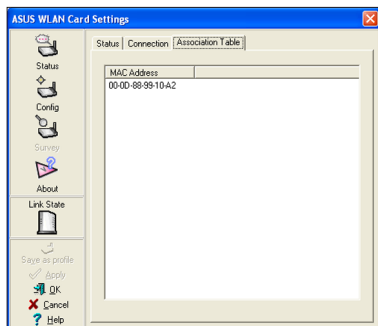 ASUS WLAN Card Settings
Status
Config
Survey
About
Link State
Save as profile
Apply
OK
Cancel
Help
Status Connection Association Table
MAC Address
00-0D-88-99-10-A2